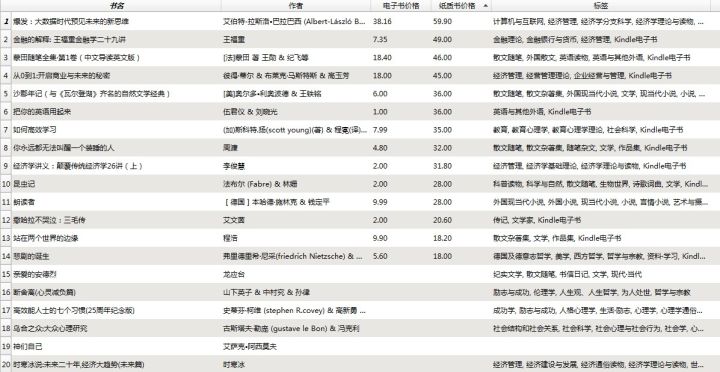 书名 作者 电子书价格 纸质书价格 标签
1 爆发：大数据时代预见未来的新思维 艾伯特-拉斯洛•巴拉巴西 (Albert-László B... 38.16 59.90 计算机与互联网, 经济管理, 经济学分支科学, 经济学理论与读物, ...
2 金融的解释: 王福重金融学二十九讲 王福重 7.35 49.00 金融理论, 金融银行与货币, 经济管理, Kindle电子书
3 蒙田随笔全集·第1卷（中文导读英文版） [法]蒙田 著 王勋 & 纪飞等 18.40 46.00 散文随笔, 外国散文, 英语读物, 英语与其他外语, Kindle电子书
4 从0到1:开启商业与未来的秘密 彼得·蒂尔 & 布莱克·马斯特斯 & 高玉芳 18.00 45.00 经济管理, 经营管理理论, 企业经营与管理, Kindle电子书
5 沙郡年记（与《瓦尔登湖》齐名的自然文学经典） [美]奥尔多•利奥波德 & 王铁铭 6.00 36.00 散文随笔, 散文杂著集, 外国现当代小说, 文学, 现当代小说, 小说, ...
6 把你的英语用起来 伍君仪 & 刘晓光 1.00 36.00 英语与其他外语, Kindle电子书
7 如何高效学习 (加)斯科特.扬(scott young)(著) & 程冕(译)... 7.99 35.00 教育, 教育心理学, 教育心理学理论, 社会科学, Kindle电子书
8 你永远都无法叫醒一个装睡的人 周濂 4.80 32.00 散文随笔, 散文杂著集, 随笔杂文, 文学, 作品集, Kindle电子书
9 经济学讲义：颠覆传统经济学26讲（上） 李俊慧 2.00 31.80 经济管理, 经济学基础理论, 经济学理论与读物, Kindle电子书
10 昆虫记 法布尔 (Fabre) & 林姗 2.00 28.00 科普读物, 科学与自然, 散文随笔, 生物世界, 诗歌词曲, 文学, Kin...
11 朗读者 [ 德国 ] 本哈德·施林克 & 钱定平 9.99 28.00 外国现当代小说, 外国小说, 现当代小说, 小说, 言情小说, 艺术与摄...
12 撒哈拉不哭泣：三毛传 艾文茵 2.00 20.60 传记, 文学家, Kindle电子书
13 站在两个世界的边缘 程浩 9.90 18.20 散文杂著集, 文学, 作品集, Kindle电子书
14 悲剧的诞生 弗里德里希·尼采(friedrich Nietzsche) & ... 5.60 18.00 德国及德意志哲学, 美学, 西方哲学, 哲学与宗教, 资料-学习, Kindl...
15 亲爱的安德烈 龙应台 纪实文学, 散文随笔, 书信日记, 文学, 现代·当代
16 断舍离(心灵减负篇) 山下英子 & 中村究 & 孙倩 励志与成功, 伦理学, 人生观、人生哲学, 为人处世, 哲学与宗教
17 高效能人士的七个习惯(25周年纪念版) 史蒂芬·柯维 (stephen R.covey) & 高新勇 ... 成功学, 励志与成功, 人格心理学, 生活·励志, 心理学, 心理学通俗...
18 乌合之众:大众心理研究 古斯塔夫·勒庞 (gustave le Bon) & 冯克利 社会结构和社会关系, 社会科学, 社会心理与社会行为, 社会学, 心...
19 神们自己 艾萨克•阿西莫夫
20 时寒冰说:未来二十年,经济大趋势(未来篇) 时寒冰 经济管理, 经济建设与发展, 经济通俗读物, 经济学理论与读物, 世...